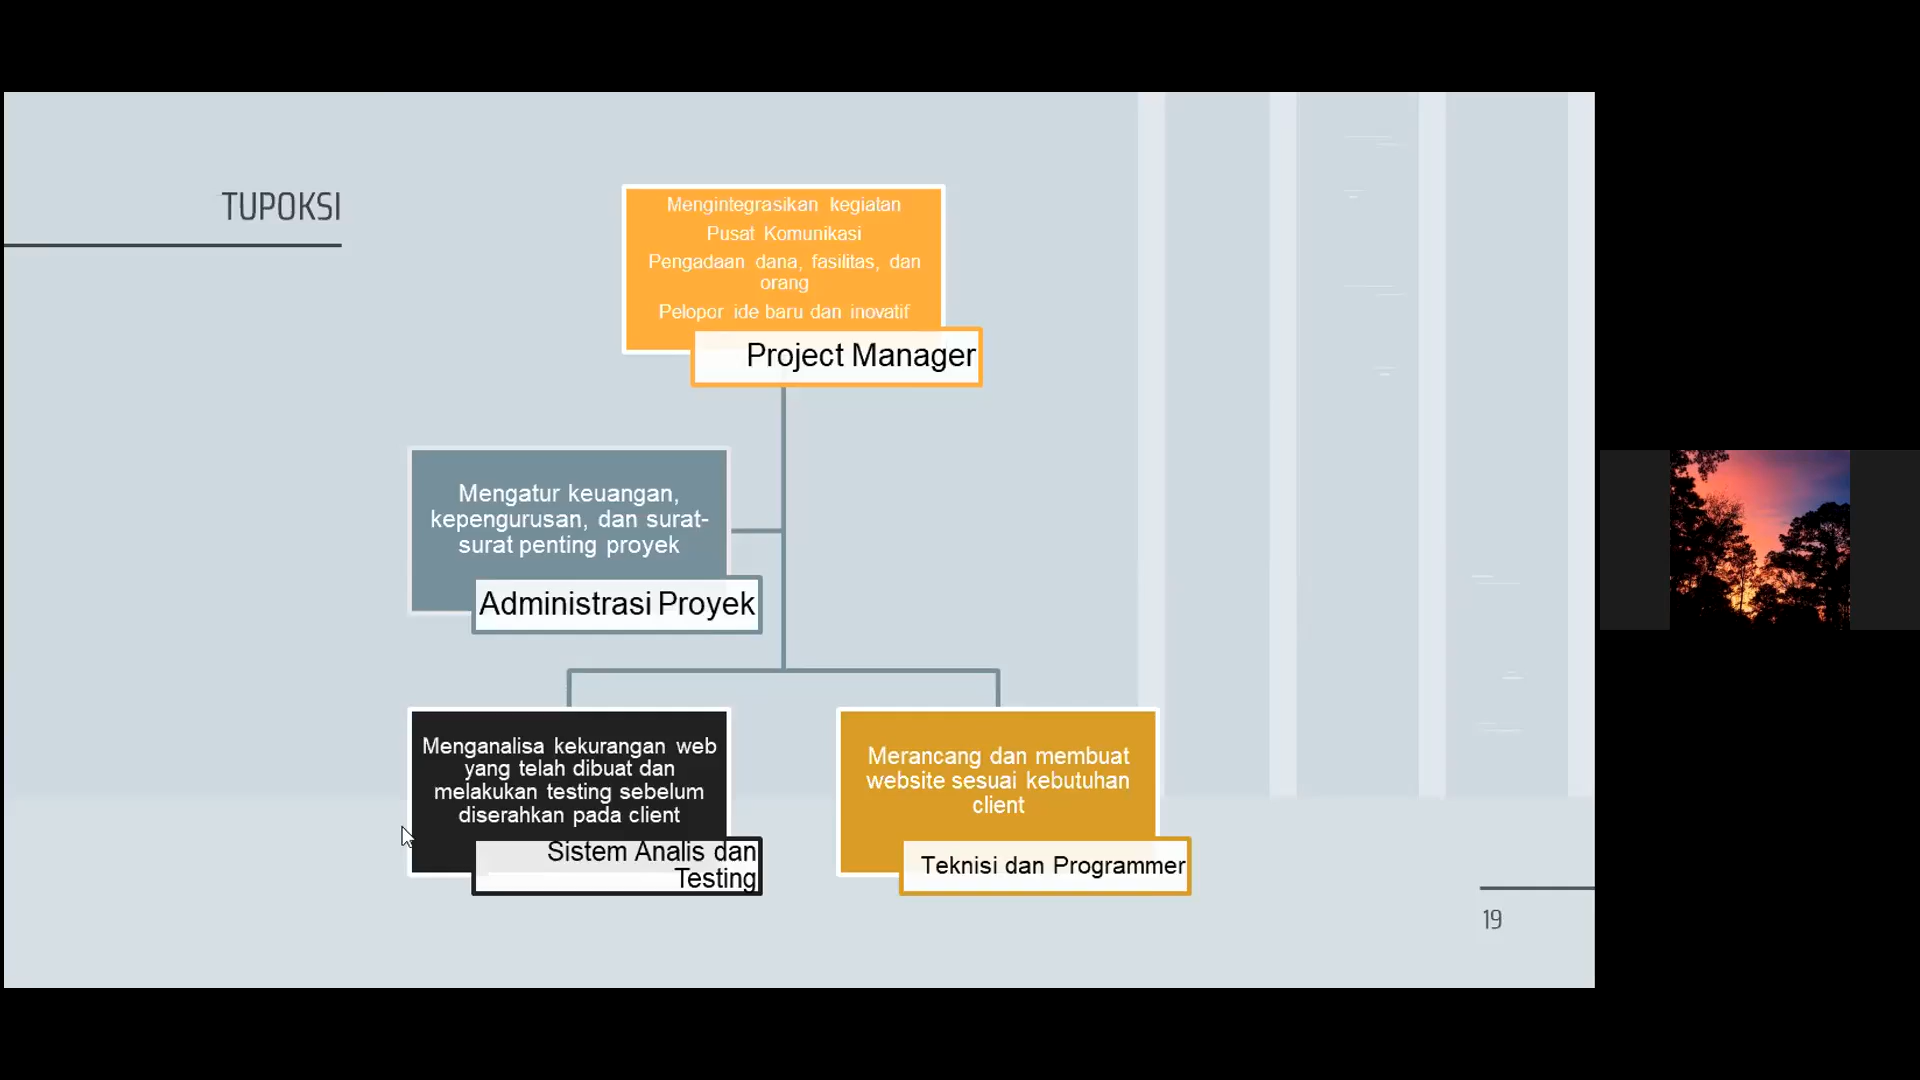 TUPOKSI
Mengintegrasikan kegiatan
Pusat Komunikasi
Pengadaan dana, fasilitas, dan
orang
Pelopor ide baru dan inovatif
Project Manager
Mengatur keuangan,
kepengurusan, dan surat-
surat penting proyek
Administrasi Proyek
Menganalisa kekurangan web
yang telah dibuat dan
melakukan testing sebelum
diserahkan pada client
Sistem Analis dan
Testing
Merancang dan membuat
website sesuai kebutuhan
client
Teknisi dan Programmer
19